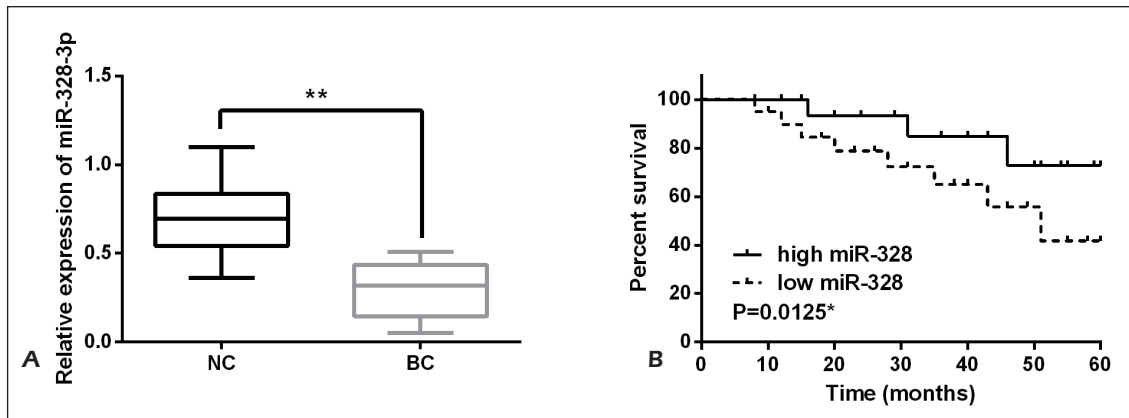 Relative expression of miR-328-3p
1.5
1.0
0.5
0.0
**
NC
BC
A
Percent survival
100
80
60
40
20
0
high miR-328
low miR-328
P=0.0125*
0
10
20
30
40
50
60
Time (months)
B